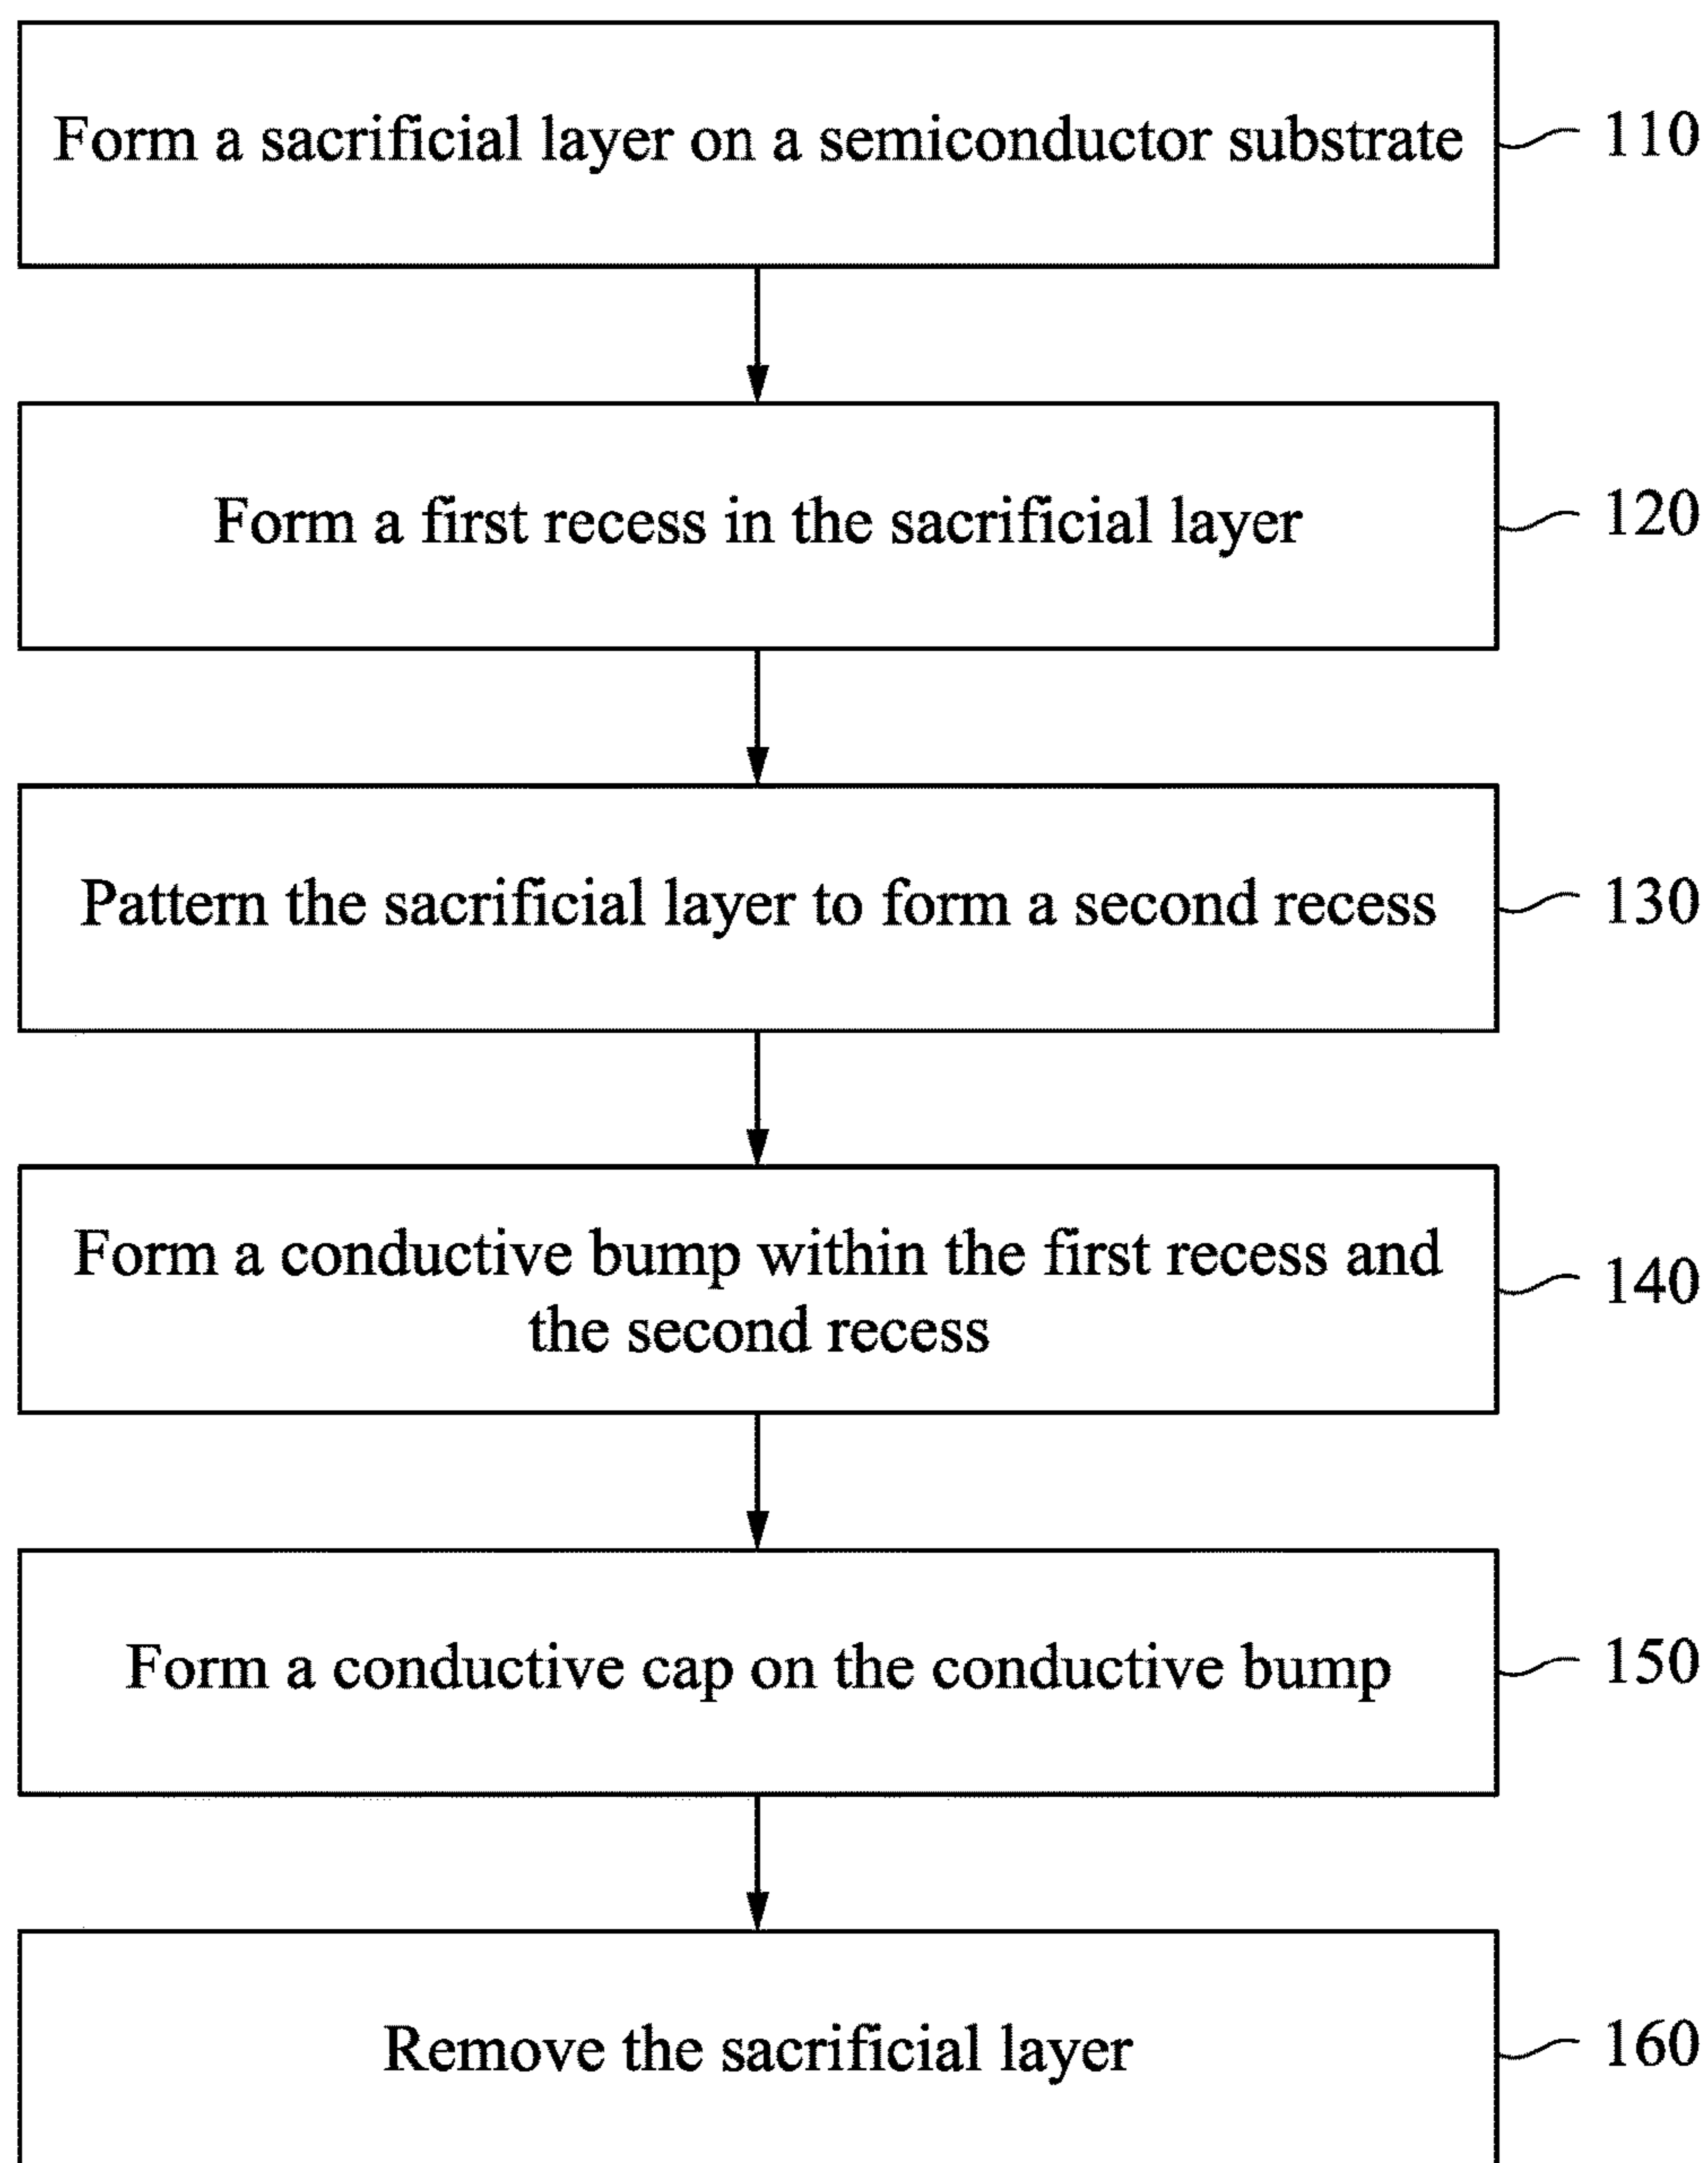 Form a sacrificial layer on a semiconductor substrate 110
Form a first recess in the sacrificial layer 120
Pattern the sacrificial layer to form a second recess 130
Form a conductive bump within the first recess and
the second recess
140
Form a conductive cap on the conductive bump 150
Remove the sacrificial layer 160